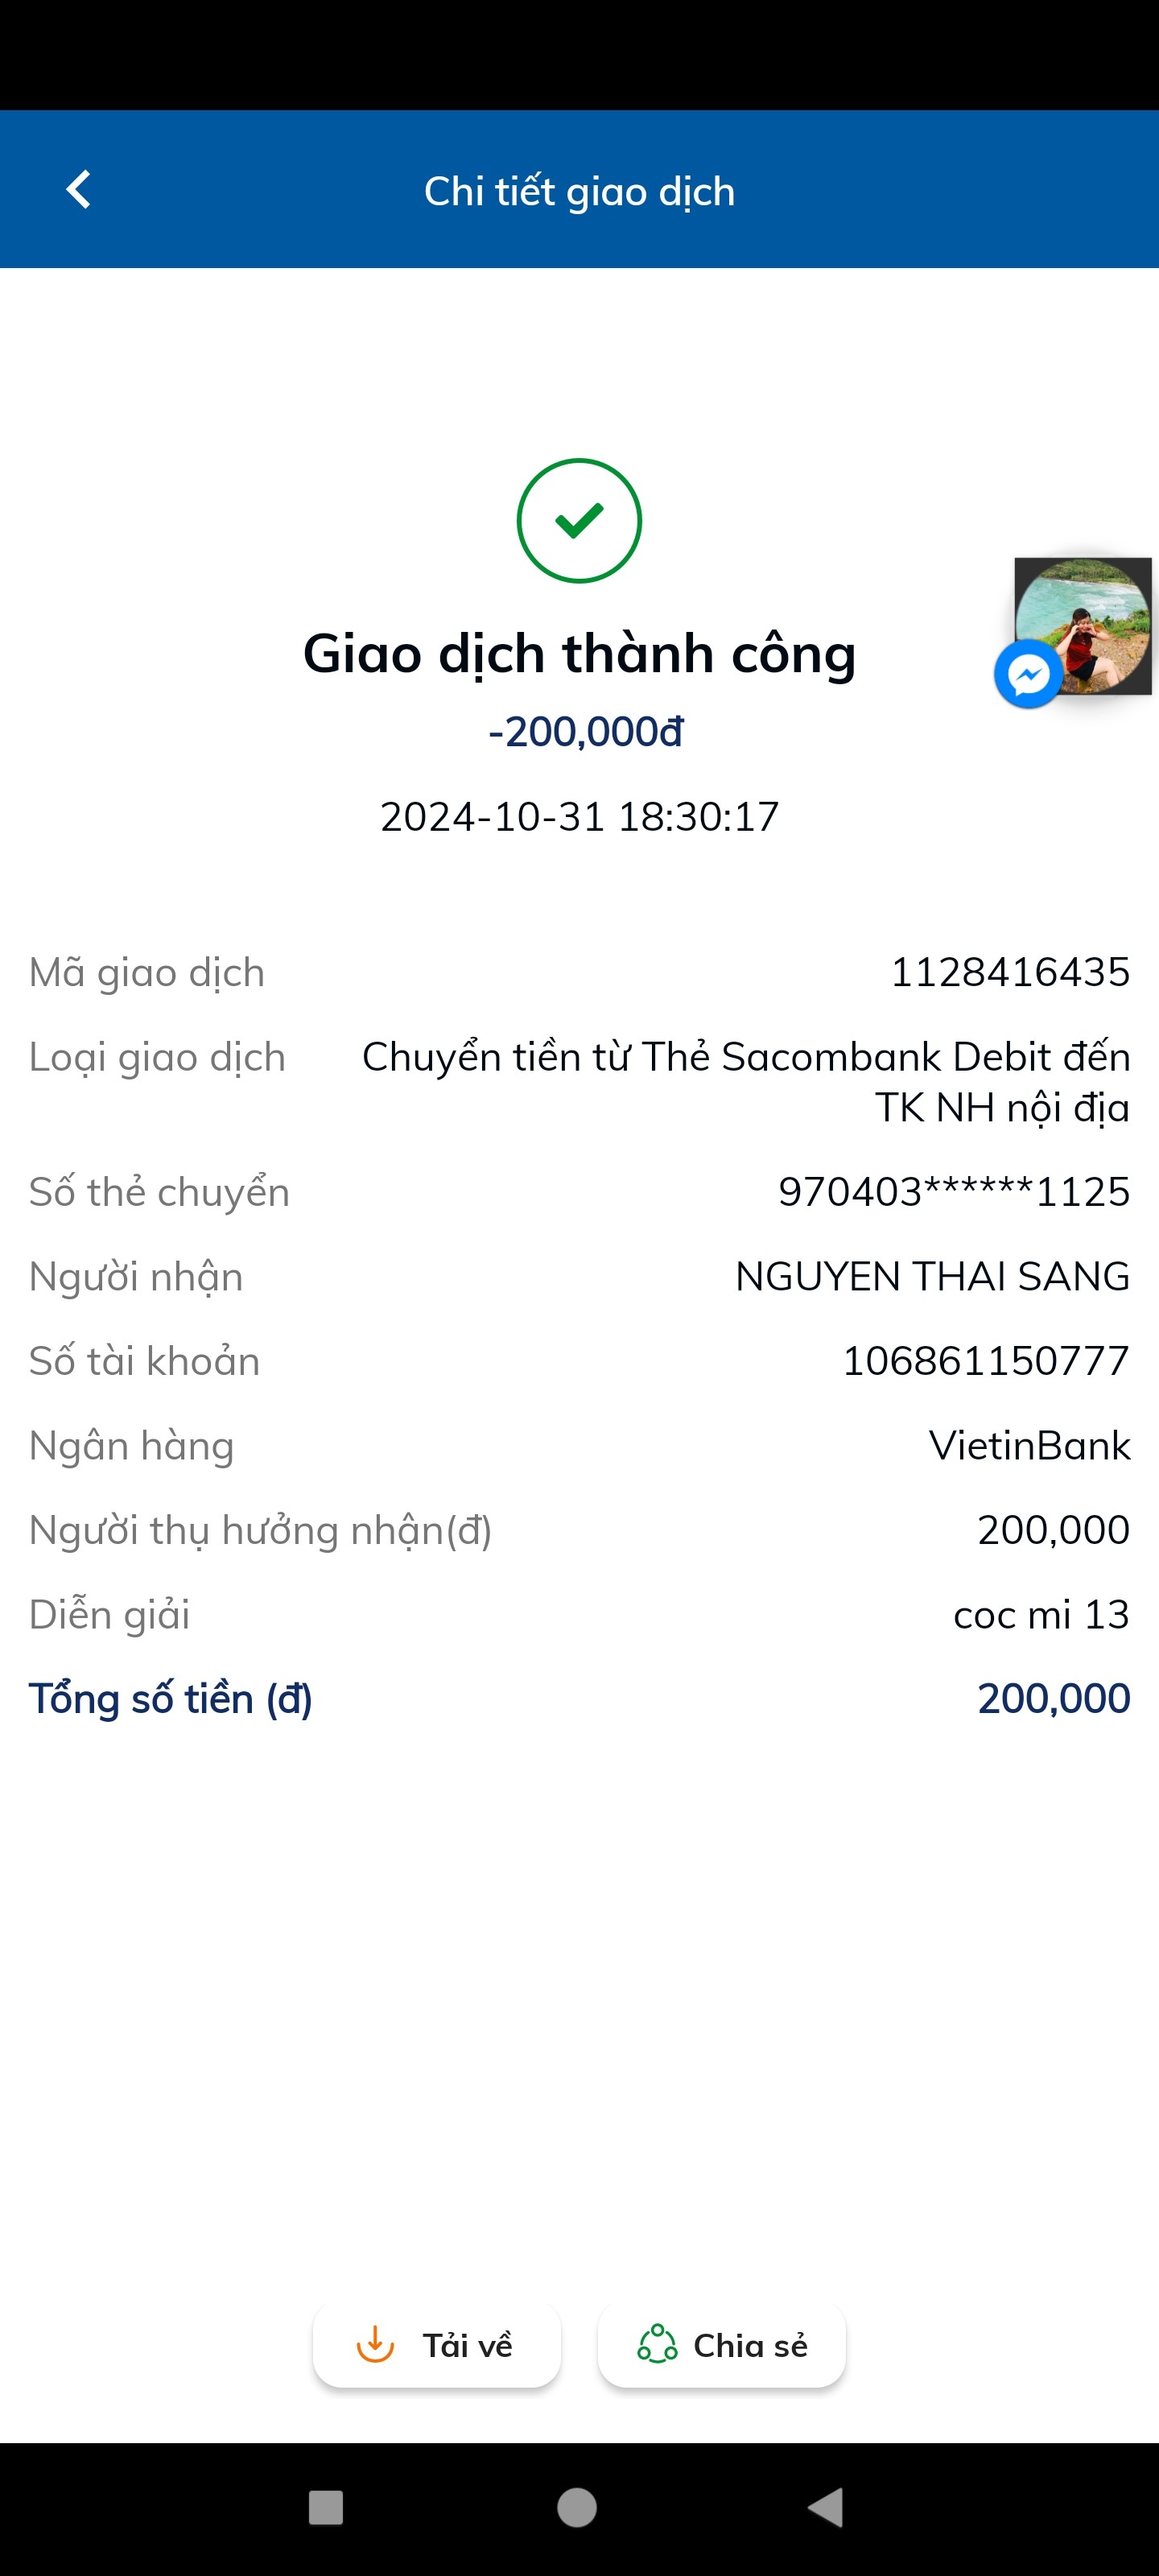 Chi tiết giao dịch
Giao dịch thành công
-200,000đ
2024-10-31 18:30:17
Mã giao dịch 1128416435
Loại giao dịch Chuyển tiền từ Thẻ Sacombank Debit đến
TK NH nội địa
Số thẻ chuyển 970403******1125
Người nhận NGUYEN THAI SANG
Số tài khoản 106861150777
Ngân hàng VietinBank
Người thụ hưởng nhận(đ) 200,000
Diễn giải coc mi 13
Tổng số tiền (đ) 200,000
Tải về Chia sẻ